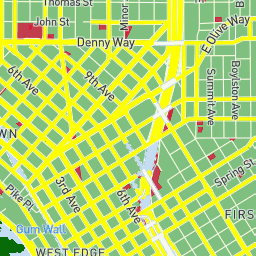 Thomas St
Minor
John St
E Olive Way
Denny Way
6th Ave
9th Ave
Summit Ave
Boylston Ave
WN
Spring St
3rd Ave
Pike Pl
6th Ave
FIRS
Gum Wall
WEST EDGE